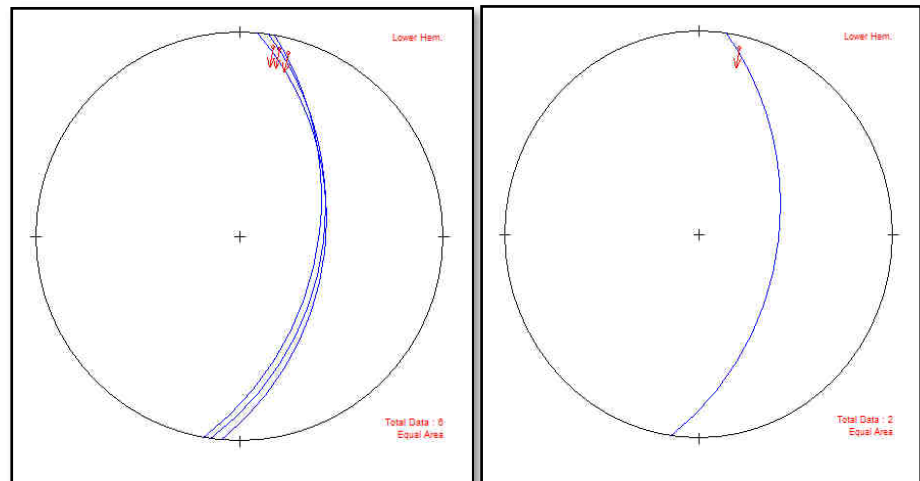 Lower Hem.
Total Data : 6
Equal Area
Lower Hem.
Total Data : 2
Equal Area